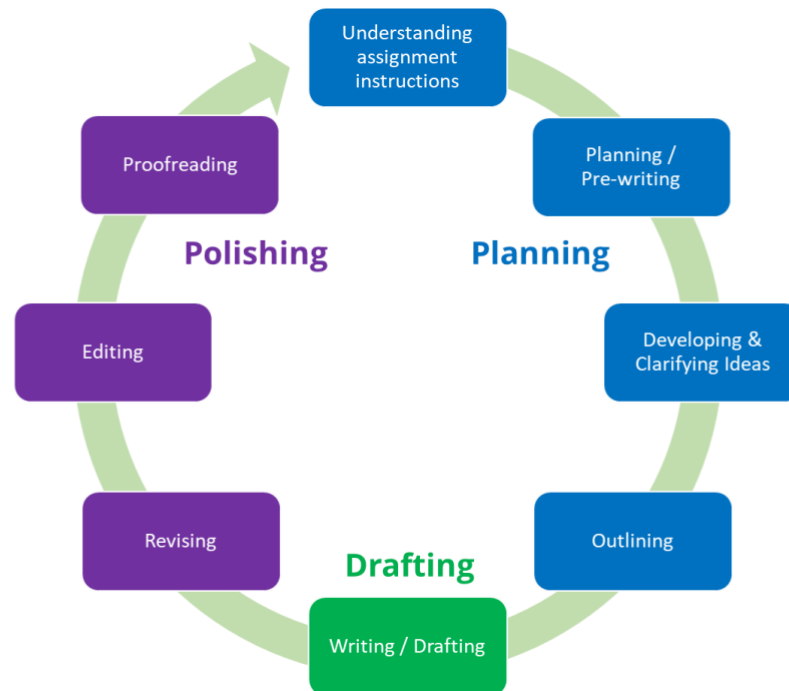 Understanding
assignment
instructions
Planning /
Pre-writing
Developing &
Clarifying Ideas
Outlining
Writing / Drafting
Revising
Editing
Proofreading
Polishing
Planning
Drafting